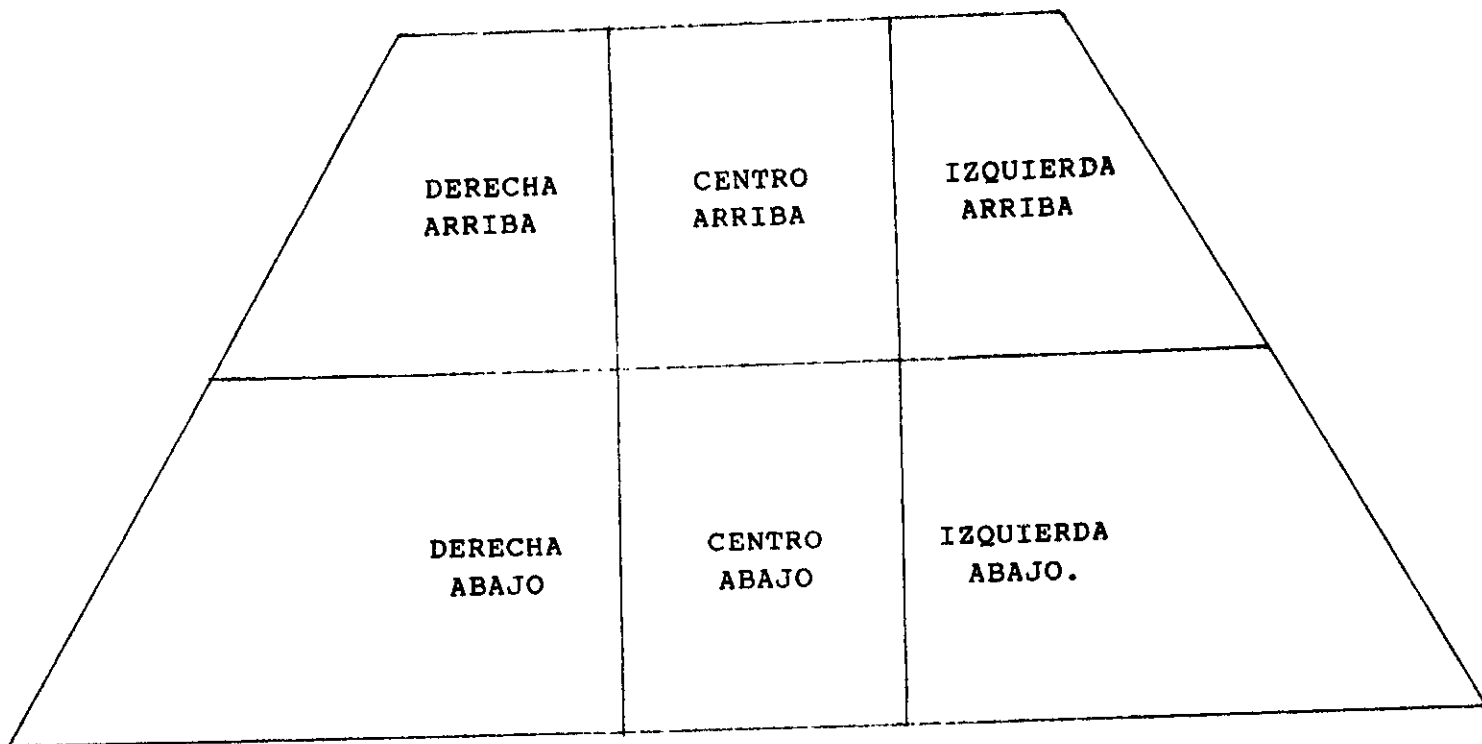 DERECHA
ARRIBA
CENTRO
ARRIBA
IZQUIERDA
ARRIBA
DERECHA
ABAJO
CENTRO
ABAJO
IZQUIERDA
ABAJO.